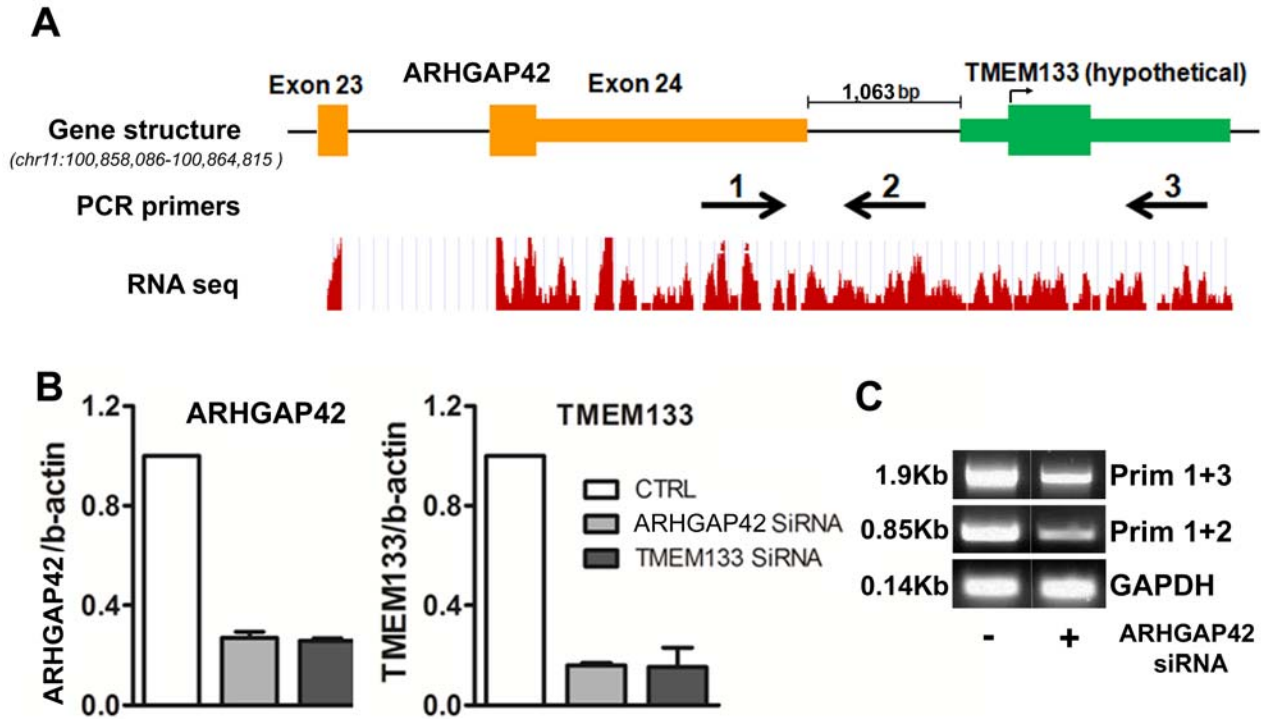 A
Exon 23
ARHGAP42
Exon 24
TMEM133 (hypothetical)
1,063 bp
Gene structure
(chr11:100,858,086-100,864,815 )
PCR primers
1
2
3
RNA seq
B
ARHGAP42/b-actin
1.2
0.8
0.4
0.0
ARHGAP42
TMEM133/b-actin
1.2
0.8
0.4
0.0
TMEM133
CTRL
ARHGAP42 SiRNA
TMEM133 SiRNA
C
1.9Kb
Prim 1+3
0.85Kb
Prim 1+2
0.14Kb
GAPDH
-
+
ARHGAP42
siRNA